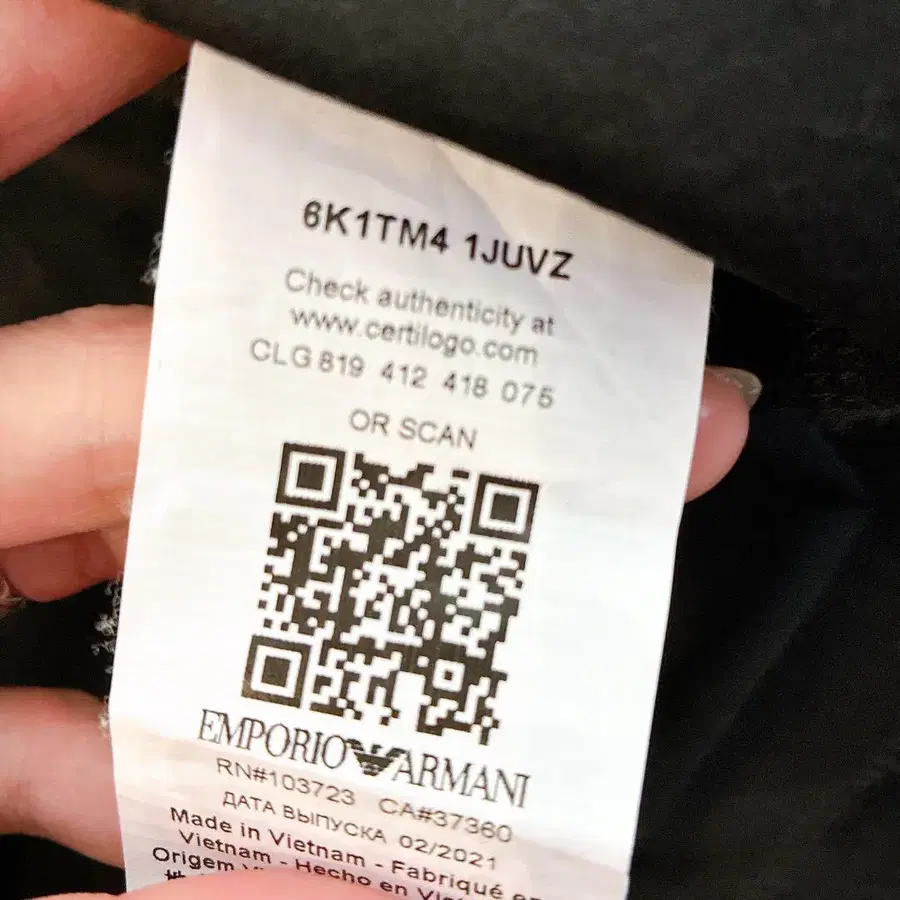 6K1TM4 1JUVZ
Check authenticity at
www.certilogo.com
CLG 819 412 418 075
OR SCAN
EMPORIO ARMANI
RN#103723 CA#37360
ДАТА ВЫПУСКА 02/2021
Made in Vietnam - Fabriqué
Vietnam - Hecho en
Origem